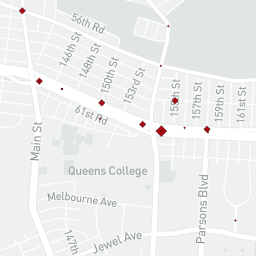 56th Rd
146th St
148th St
150th St
153rd St
155th St
157th St
159th St
161st St
61st Rd
Main St
Queens College
Melbourne Ave
Parsons Blvd
147th
Jewel Ave